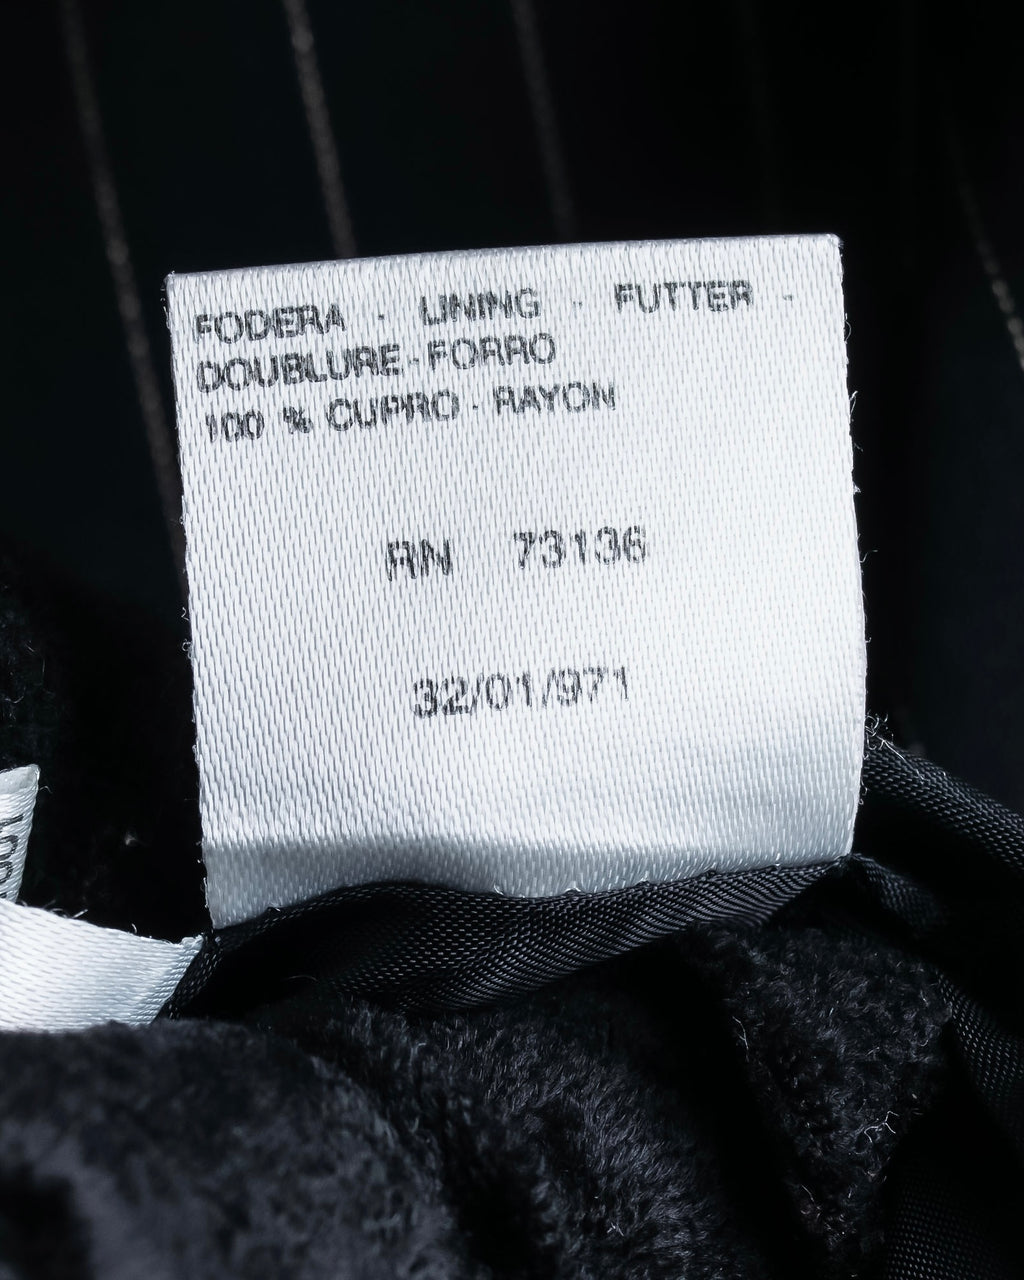 FODERA - LINING - FUTTER -
DOUBLURE - FORRO
100 % CUPRO - RAYON
RN 73136
32/01/971